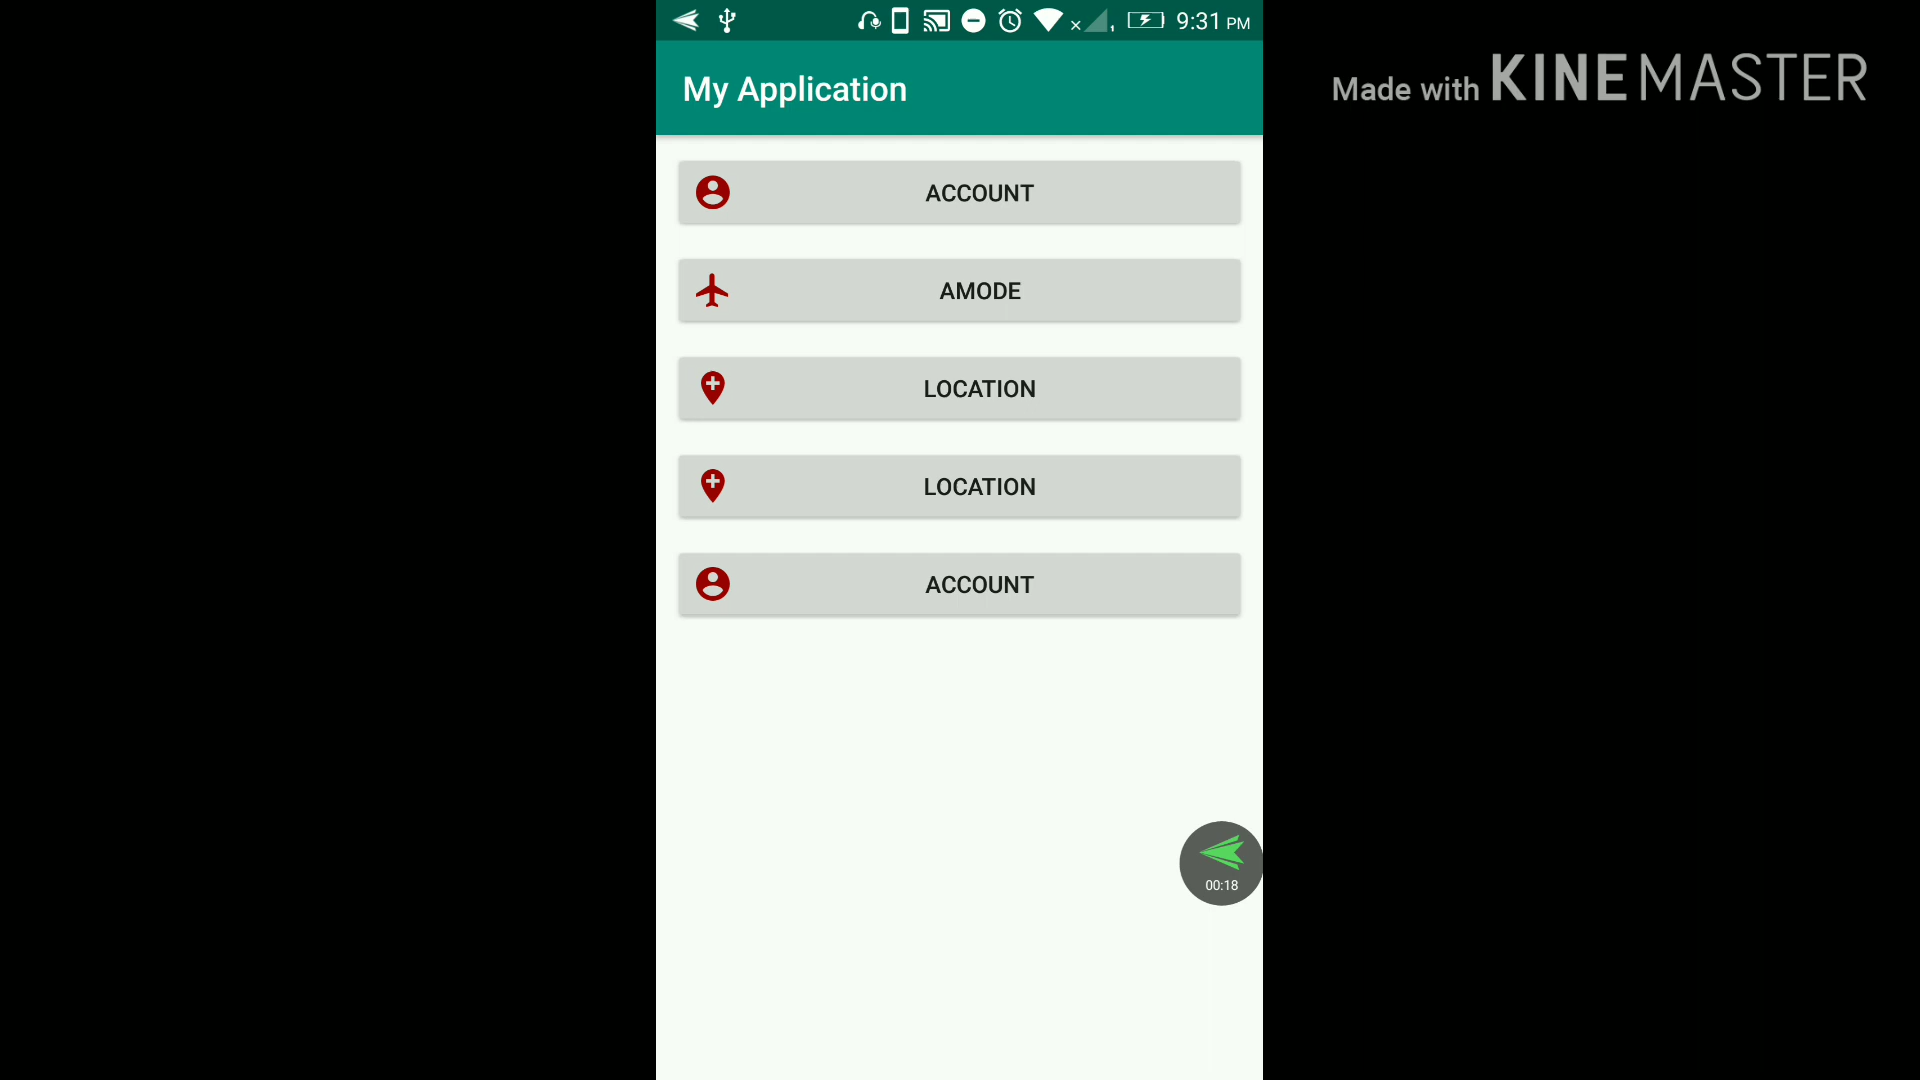 9:31 PM
My Application
Made with KINEMASTER
ACCOUNT
AMODE
LOCATION
LOCATION
ACCOUNT
00:18